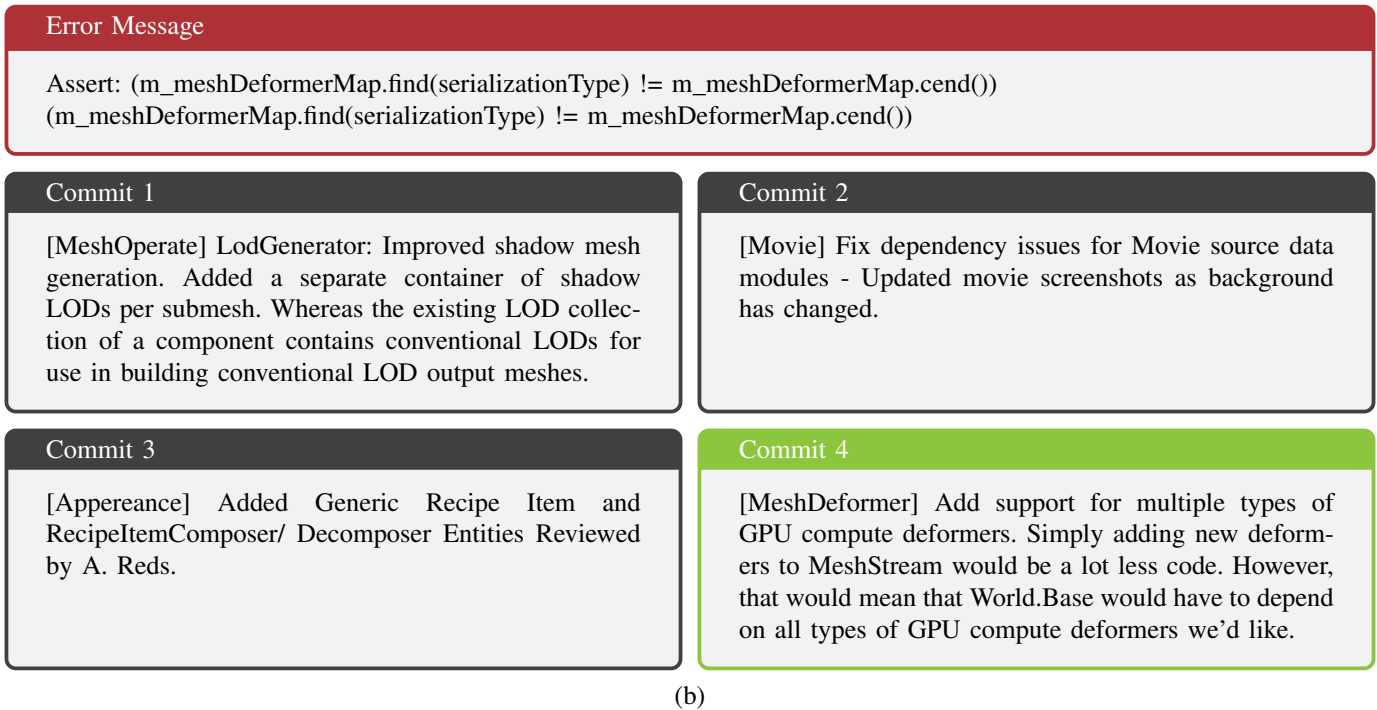 Error Message
Assert: (m_meshDeformerMap.find(serializationType) != m_meshDeformerMap.cend())
(m_meshDeformerMap.find(serializationType) != m_meshDeformerMap.cend())
Commit 1
[MeshOperate] LodGenerator: Improved shadow mesh
generation. Added a separate container of shadow
LODs per submesh. Whereas the existing LOD collec-
tion of a component contains conventional LODs for
use in building conventional LOD output meshes.
Commit 2
[Movie] Fix dependency issues for Movie source data
modules - Updated movie screenshots as background
has changed.
Commit 3
[Appereance] Added Generic Recipe Item and
RecipeItemComposer/ Decomposer Entities Reviewed
by A. Reds.
Commit 4
[MeshDeformer] Add support for multiple types of
GPU compute deformers. Simply adding new deform-
ers to MeshStream would be a lot less code. However,
that would mean that World.Base would have to depend
on all types of GPU compute deformers we'd like.
(b)